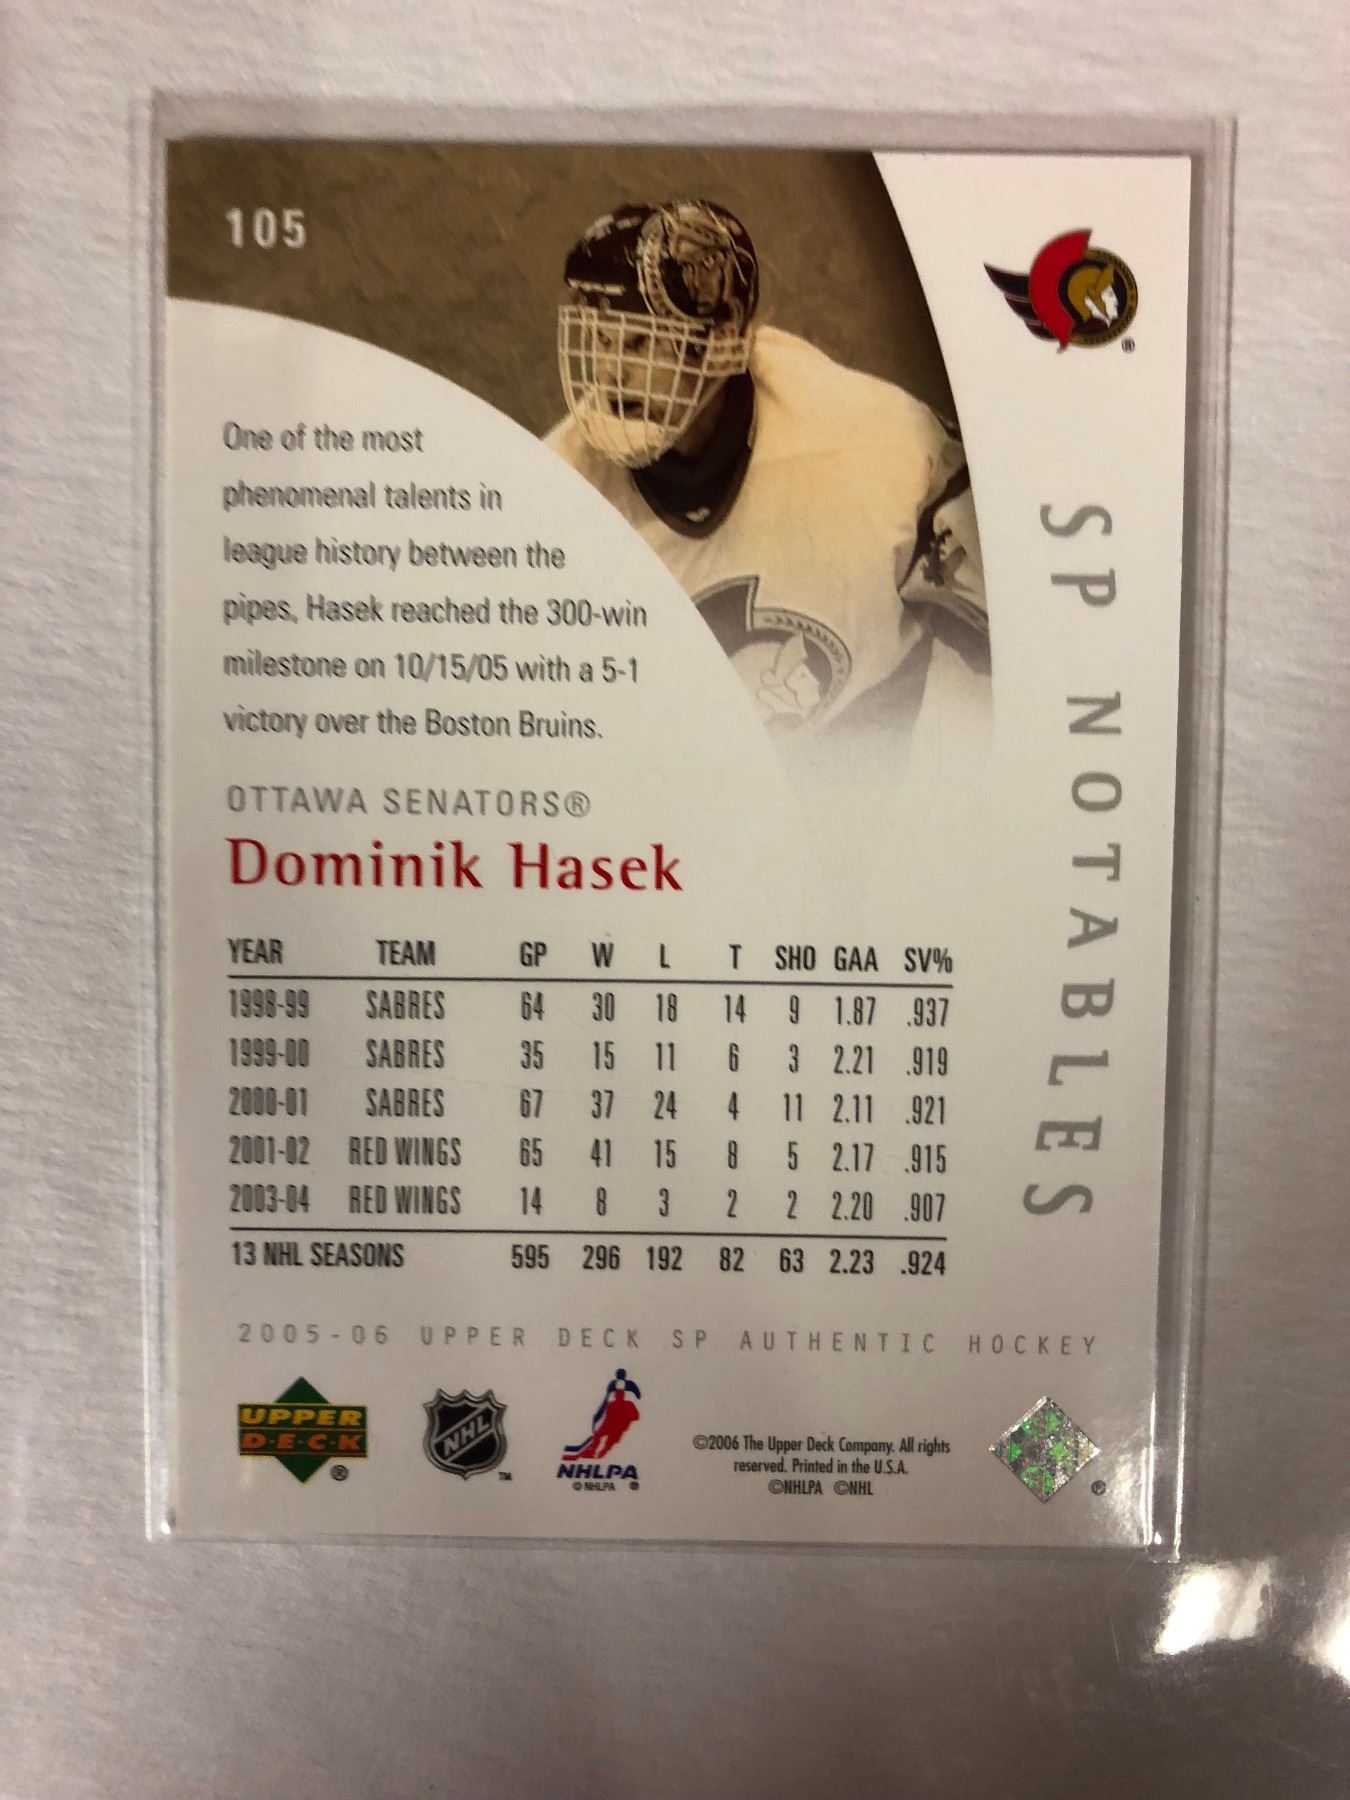 105
One of the most
phenomenal talents in
league history between the
pipes, Hasek reached the 300-win
milestone on 10/15/05 with a 5-1
victory over the Boston Bruins.
OTTAWA SENATORS®
Dominik Hasek
SP NOTABLES
YEAR TEAM GP W L T SHO GAA SV%
1998-99 SABRES 64 30 18 14 9 1.87 .937
1999-00 SABRES 35 15 11 6 3 2.21 .919
2000-01 SABRES 67 37 24 4 11 2.11 .921
2001-02 RED WINGS 65 41 15 8 5 2.17 .915
2003-04 RED WINGS 14 8 3 2 2 2.20 .907
13 NHL SEASONS 595 296 192 82 63 2.23 .924
2005-06 UPPER DECK SP AUTHENTIC HOCKEY
UPPER
D·E·C·K
®
NHL
TM
NHLPA
© NHLPA ®
©2006 The Upper Deck Company. All rights
reserved. Printed in the U.S.A.
©NHLPA ©NHL
®